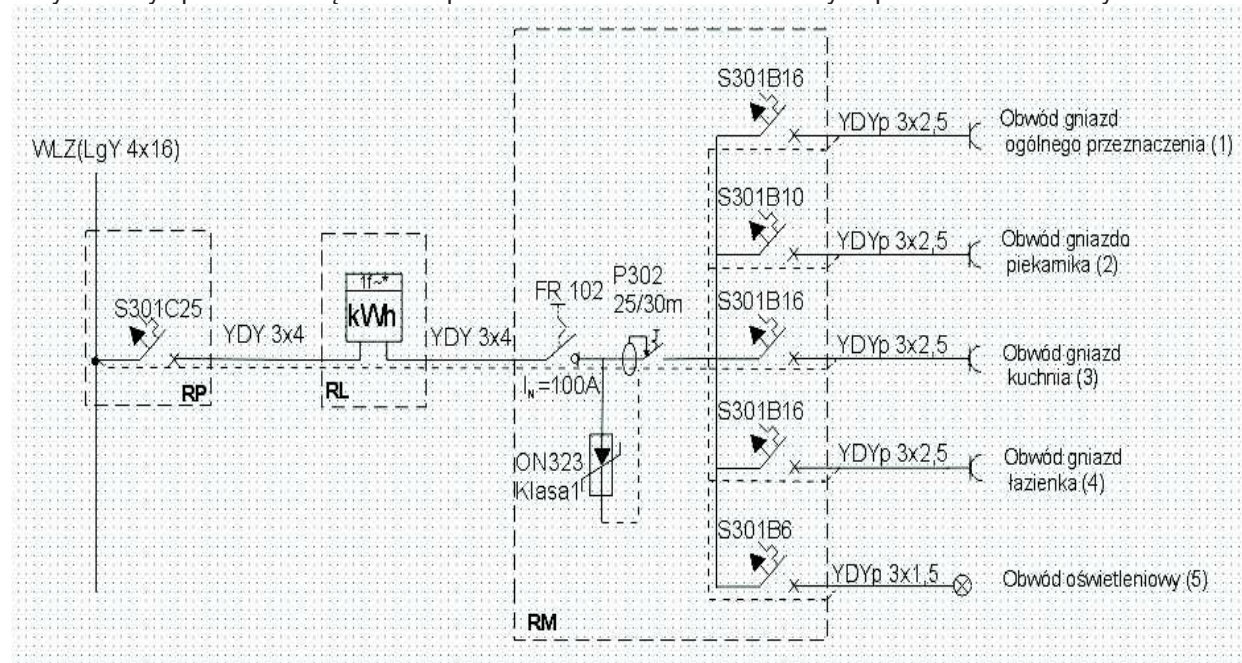 WLZ(LgY 4x16)
S301C25
RP
YDY 3x4
1f~*
kWh
RL
YDY 3x4
FR 102
I_N =100A
P302
25/30m
ON323
Klasa1
RM
S301B16
YDYp 3x2,5
Obwód gniazd
ogólnego przeznaczenia (1)
S301B10
YDYp 3x2,5
Obwód gniazdo
piekarnika (2)
S301B16
YDYp 3x2,5
Obwód gniazd
kuchnia (3)
S301B16
YDYp 3x2,5
Obwód gniazd
łazienka (4)
S301B6
YDYp 3x1,5
Obwód oświetleniowy (5)